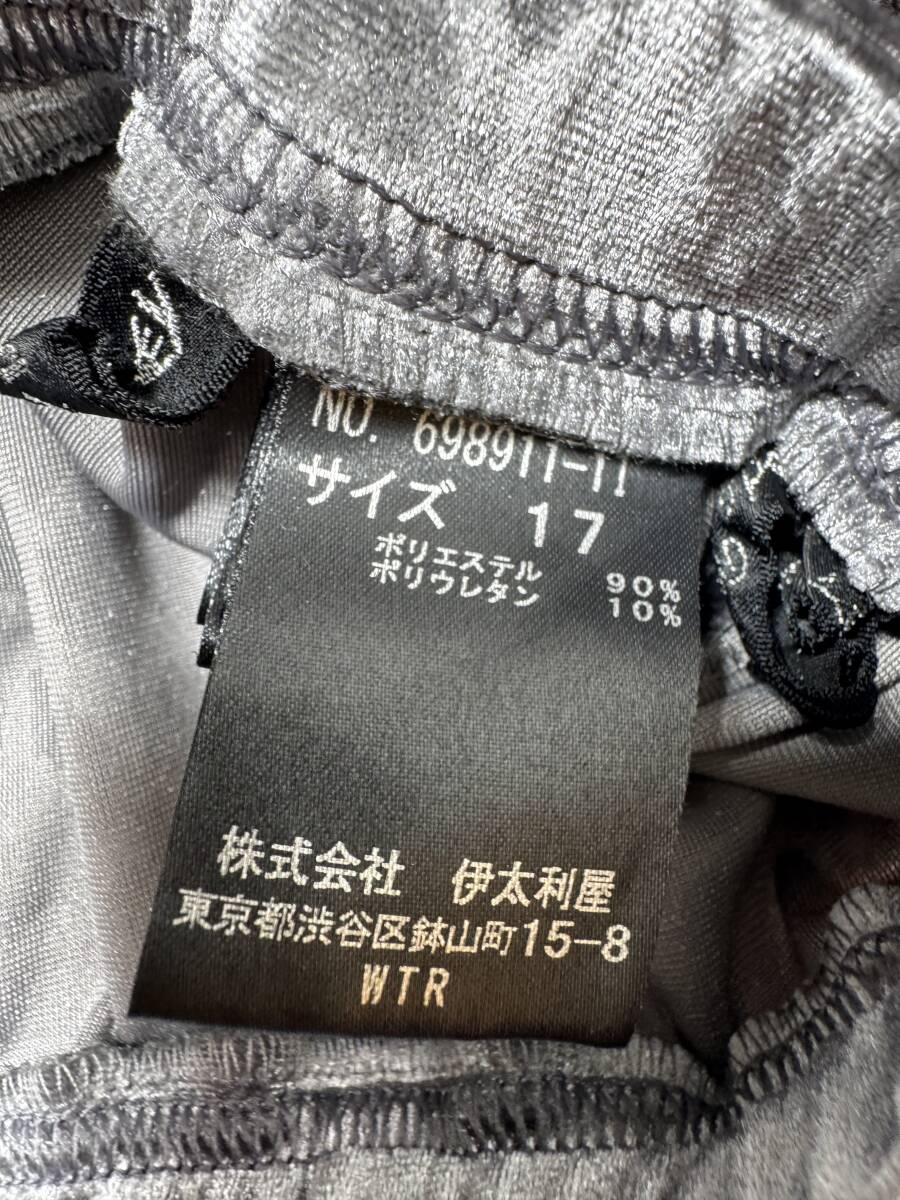 NO. 698911-11
サイズ 17
ポリエステル 90%
ポリウレタン 10%
株式会社 伊太利屋
東京都渋谷区鉢山町15-8
WTR